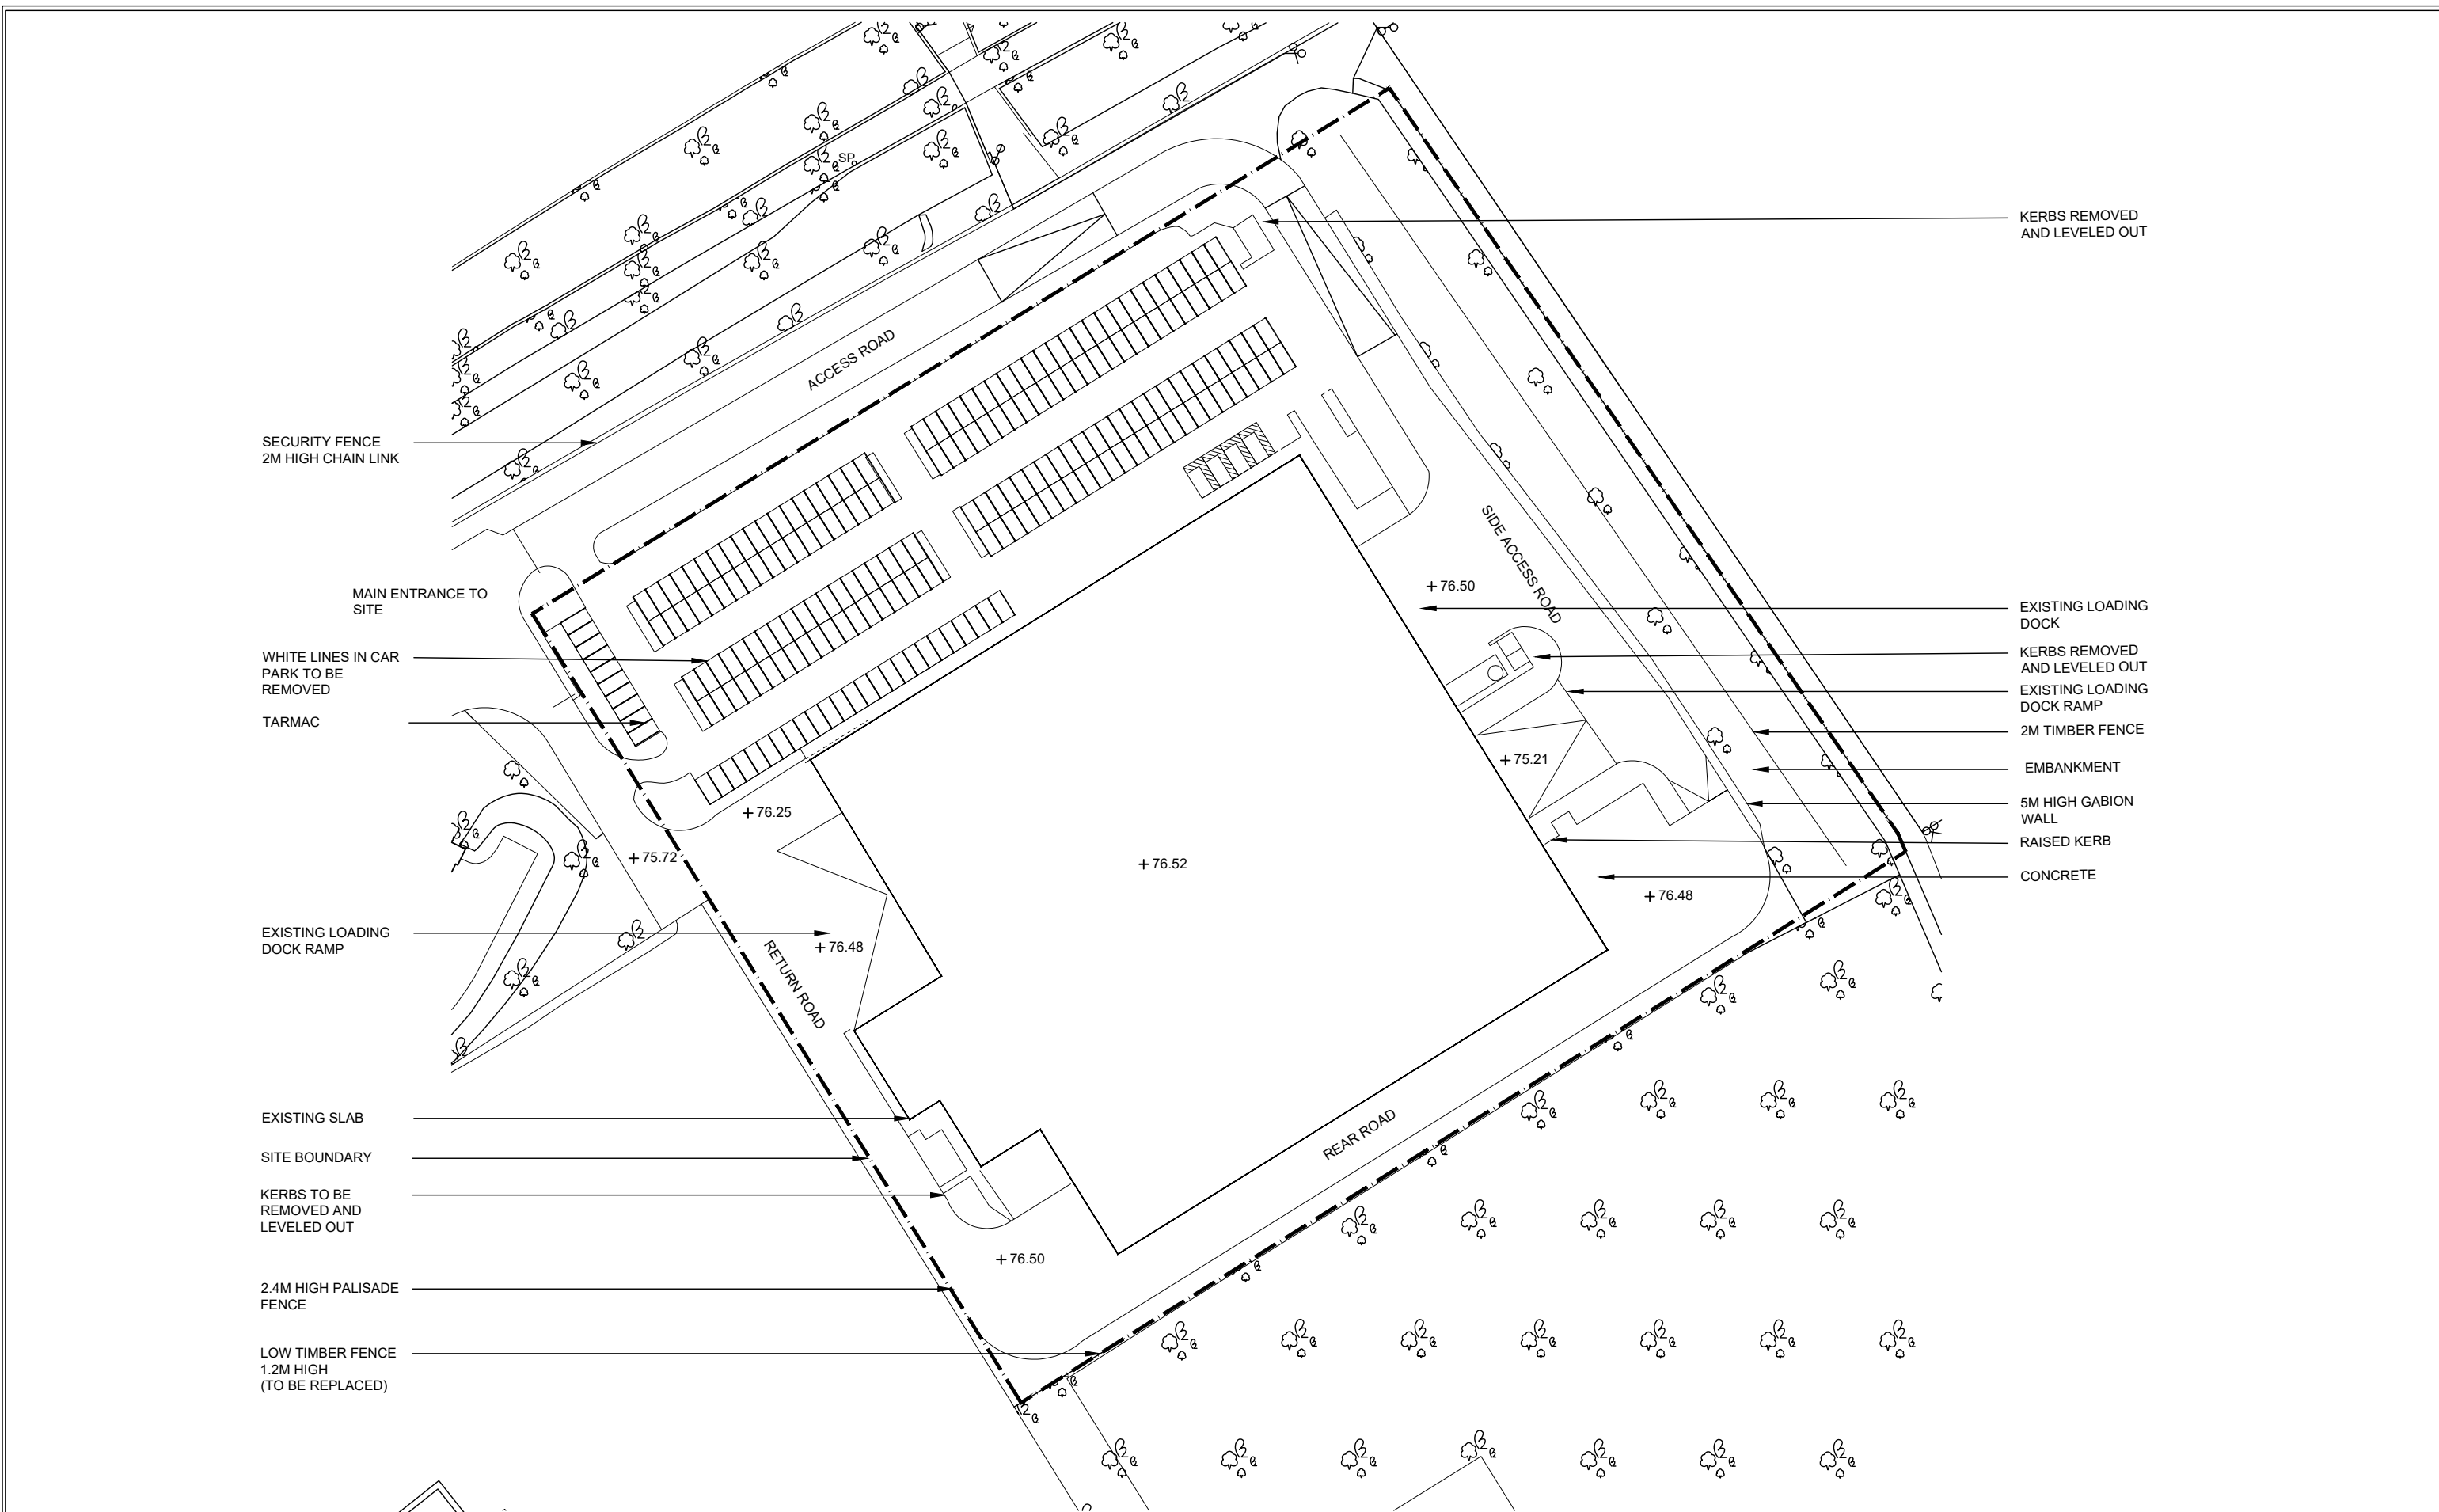 SP
KERBS REMOVED
AND LEVELED OUT
ACCESS ROAD
SECURITY FENCE
2M HIGH CHAIN LINK
SIDE ACCESS ROAD
+76.50
MAIN ENTRANCE TO
SITE
EXISTING LOADING
DOCK
WHITE LINES IN CAR
PARK TO BE
REMOVED
KERBS REMOVED
AND LEVELED OUT
EXISTING LOADING
DOCK RAMP
TARMAC
2M TIMBER FENCE
+75.21
EMBANKMENT
+76.25
5M HIGH GABION
WALL
RAISED KERB
+75.72
+76.52
CONCRETE
+76.48
EXISTING LOADING
DOCK RAMP
+76.48
RETURN ROAD
EXISTING SLAB
REAR ROAD
SITE BOUNDARY
KERBS TO BE
REMOVED AND
LEVELED OUT
+76.50
2.4M HIGH PALISADE
FENCE
LOW TIMBER FENCE
1.2M HIGH
(TO BE REPLACED)